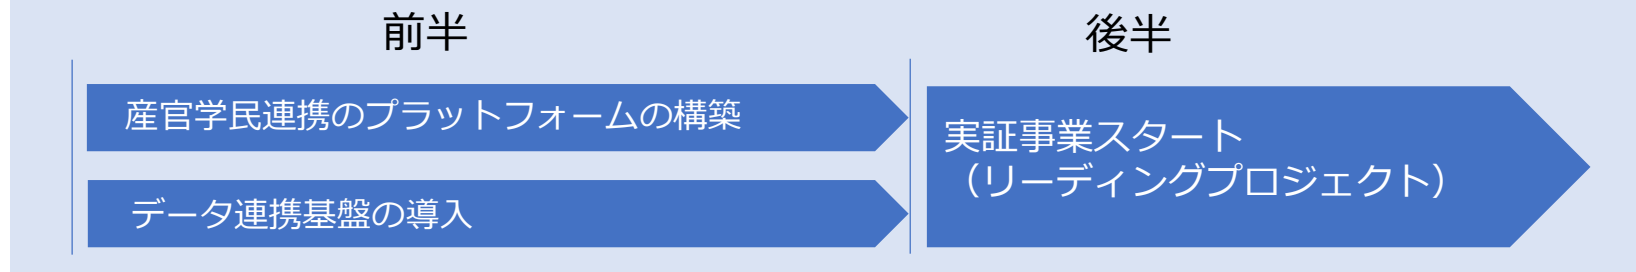 前半
後半
産官学民連携のプラットフォームの構築
データ連携基盤の導入
実証事業スタート
（リーディングプロジェクト）